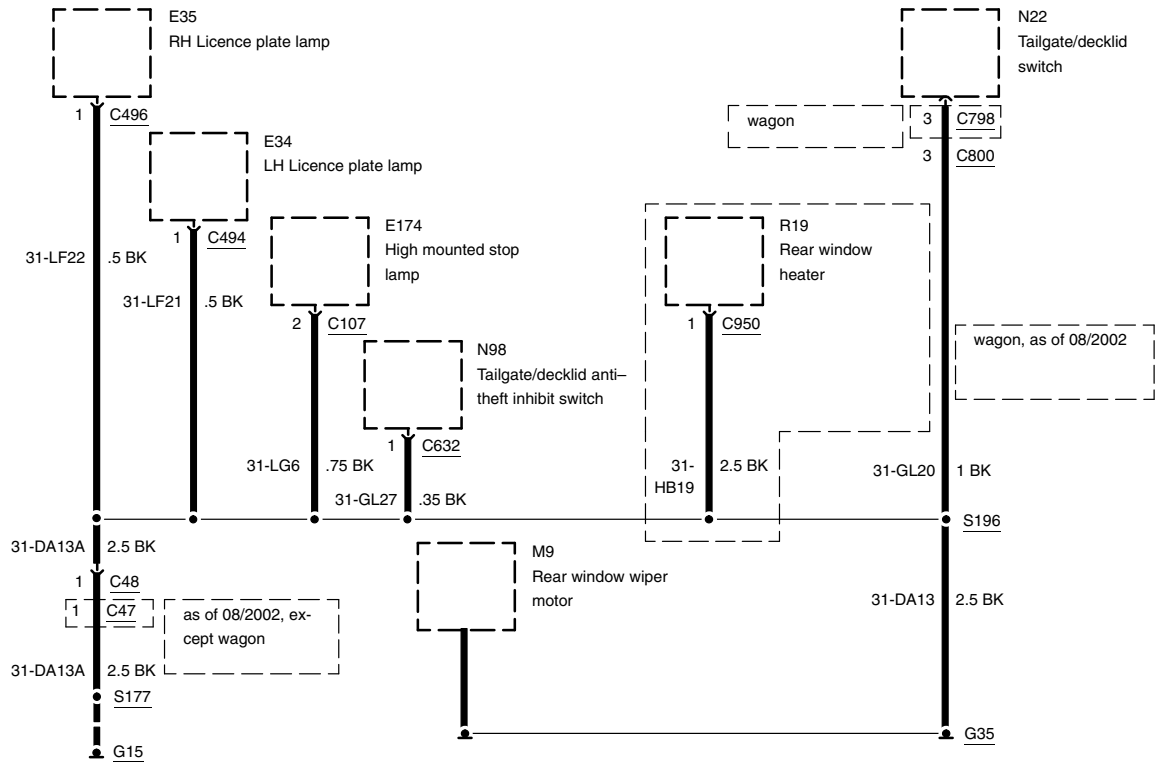 E35
RH Licence plate lamp
N22
Tailgate/decklid
switch
1 C496
wagon
3 C798
E34
LH Licence plate lamp
3 C800
E174
High mounted stop
lamp
R19
Rear window
heater
1 C494
31-LF22 .5 BK
31-LF21 .5 BK
2 C107
1 C950
N98
Tailgate/decklid anti–
theft inhibit switch
wagon, as of 08/2002
1 C632
31-LG6 .75 BK
31-
HB19
2.5 BK
31-GL20 1 BK
31-GL27 .35 BK
S196
31-DA13A 2.5 BK
M9
Rear window wiper
motor
1 C48
1 C47
as of 08/2002, ex-
cept wagon
31-DA13 2.5 BK
31-DA13A 2.5 BK
S177
G15
G35